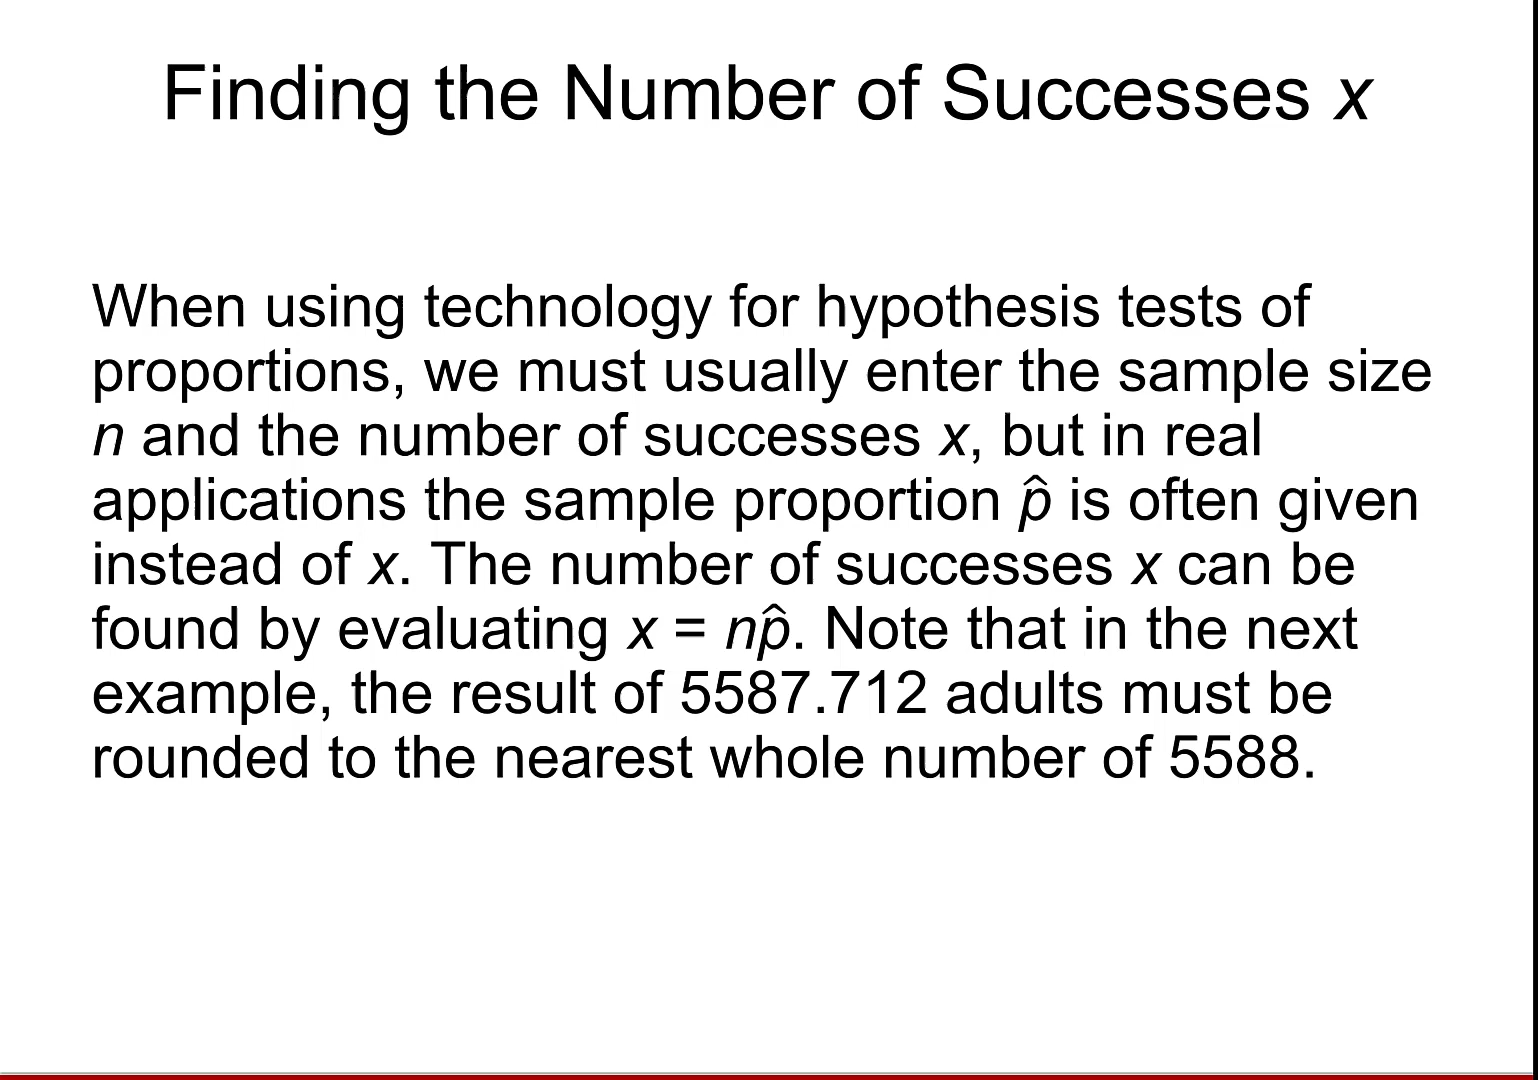 Finding the Number of Successes x
When using technology for hypothesis tests of
proportions, we must usually enter the sample size
n and the number of successes x, but in real
applications the sample proportion p̂ is often given
instead of x. The number of successes x can be
found by evaluating x = np̂. Note that in the next
example, the result of 5587.712 adults must be
rounded to the nearest whole number of 5588.